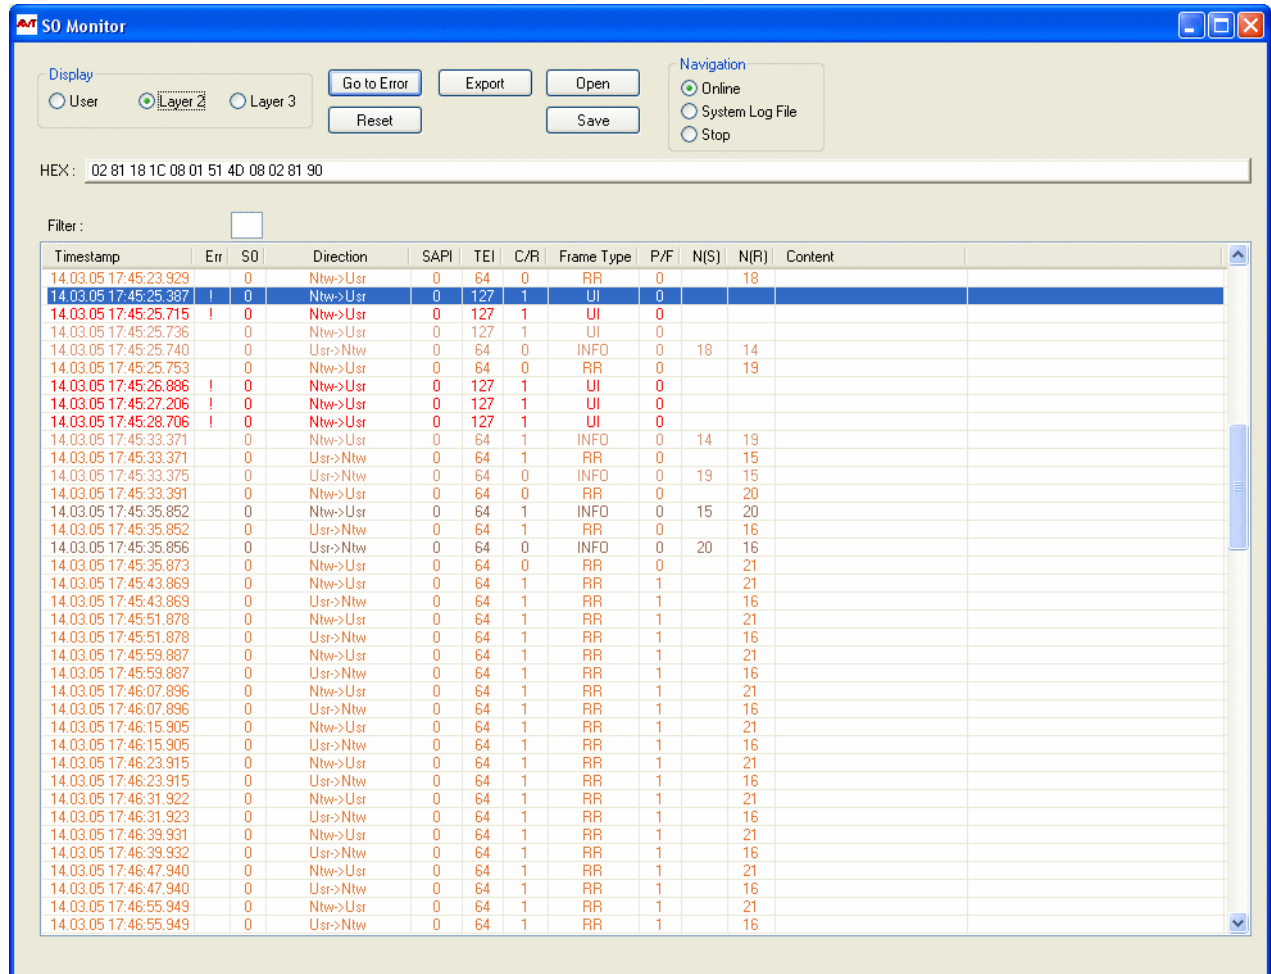 AVT S0 Monitor
Display
User Layer 2 Layer 3
Go to Error Export Open
Reset Save
Navigation
Online
System Log File
Stop
HEX : 02 81 18 1C 08 01 51 4D 08 02 81 90
Filter :
Timestamp Err S0 Direction SAPI TEI C/R Frame Type P/F N(S) N(R) Content
14.03.05 17:45:23.929 0 Ntw->Usr 0 64 0 RR 0 18
14.03.05 17:45:25.387 ! 0 Ntw->Usr 0 127 1 UI 0
14.03.05 17:45:25.715 ! 0 Ntw->Usr 0 127 1 UI 0
14.03.05 17:45:25.736 0 Ntw->Usr 0 127 1 UI 0
14.03.05 17:45:25.740 0 Usr->Ntw 0 64 0 INFO 0 18 14
14.03.05 17:45:25.753 0 Ntw->Usr 0 64 0 RR 0 19
14.03.05 17:45:26.886 ! 0 Ntw->Usr 0 127 1 UI 0
14.03.05 17:45:27.206 ! 0 Ntw->Usr 0 127 1 UI 0
14.03.05 17:45:28.706 ! 0 Ntw->Usr 0 127 1 UI 0
14.03.05 17:45:33.371 0 Ntw->Usr 0 64 1 INFO 0 14 19
14.03.05 17:45:33.371 0 Usr->Ntw 0 64 1 RR 0 15
14.03.05 17:45:33.375 0 Usr->Ntw 0 64 0 INFO 0 19 15
14.03.05 17:45:33.391 0 Ntw->Usr 0 64 0 RR 0 20
14.03.05 17:45:35.852 0 Ntw->Usr 0 64 1 INFO 0 15 20
14.03.05 17:45:35.852 0 Usr->Ntw 0 64 1 RR 0 16
14.03.05 17:45:35.856 0 Usr->Ntw 0 64 0 INFO 0 20 16
14.03.05 17:45:35.873 0 Ntw->Usr 0 64 0 RR 0 21
14.03.05 17:45:43.869 0 Ntw->Usr 0 64 1 RR 1 21
14.03.05 17:45:43.869 0 Usr->Ntw 0 64 1 RR 1 16
14.03.05 17:45:51.878 0 Ntw->Usr 0 64 1 RR 1 21
14.03.05 17:45:51.878 0 Usr->Ntw 0 64 1 RR 1 16
14.03.05 17:45:59.887 0 Ntw->Usr 0 64 1 RR 1 21
14.03.05 17:45:59.887 0 Usr->Ntw 0 64 1 RR 1 16
14.03.05 17:46:07.896 0 Ntw->Usr 0 64 1 RR 1 21
14.03.05 17:46:07.896 0 Usr->Ntw 0 64 1 RR 1 16
14.03.05 17:46:15.905 0 Ntw->Usr 0 64 1 RR 1 21
14.03.05 17:46:15.905 0 Usr->Ntw 0 64 1 RR 1 16
14.03.05 17:46:23.915 0 Ntw->Usr 0 64 1 RR 1 21
14.03.05 17:46:23.915 0 Usr->Ntw 0 64 1 RR 1 16
14.03.05 17:46:31.922 0 Ntw->Usr 0 64 1 RR 1 21
14.03.05 17:46:31.923 0 Usr->Ntw 0 64 1 RR 1 16
14.03.05 17:46:39.931 0 Ntw->Usr 0 64 1 RR 1 21
14.03.05 17:46:39.932 0 Usr->Ntw 0 64 1 RR 1 16
14.03.05 17:46:47.940 0 Ntw->Usr 0 64 1 RR 1 21
14.03.05 17:46:47.940 0 Usr->Ntw 0 64 1 RR 1 16
14.03.05 17:46:55.949 0 Ntw->Usr 0 64 1 RR 1 21
14.03.05 17:46:55.949 0 Usr->Ntw 0 64 1 RR 1 16